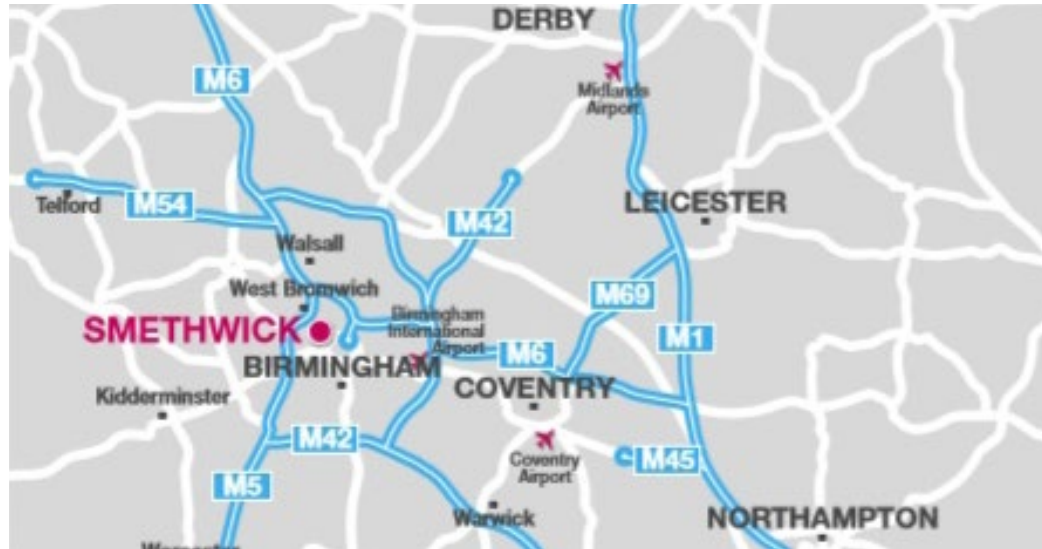 DERBY
M6
Midlands
Airport
Telford
M54
LEICESTER
M42
Walsall
West Bromwich
M69
Birmingham
International
Airport
SMETHWICK
M1
M6
BIRMINGHAM
COVENTRY
Kidderminster
M42
Coventry
Airport
M45
M5
Warwick
NORTHAMPTON